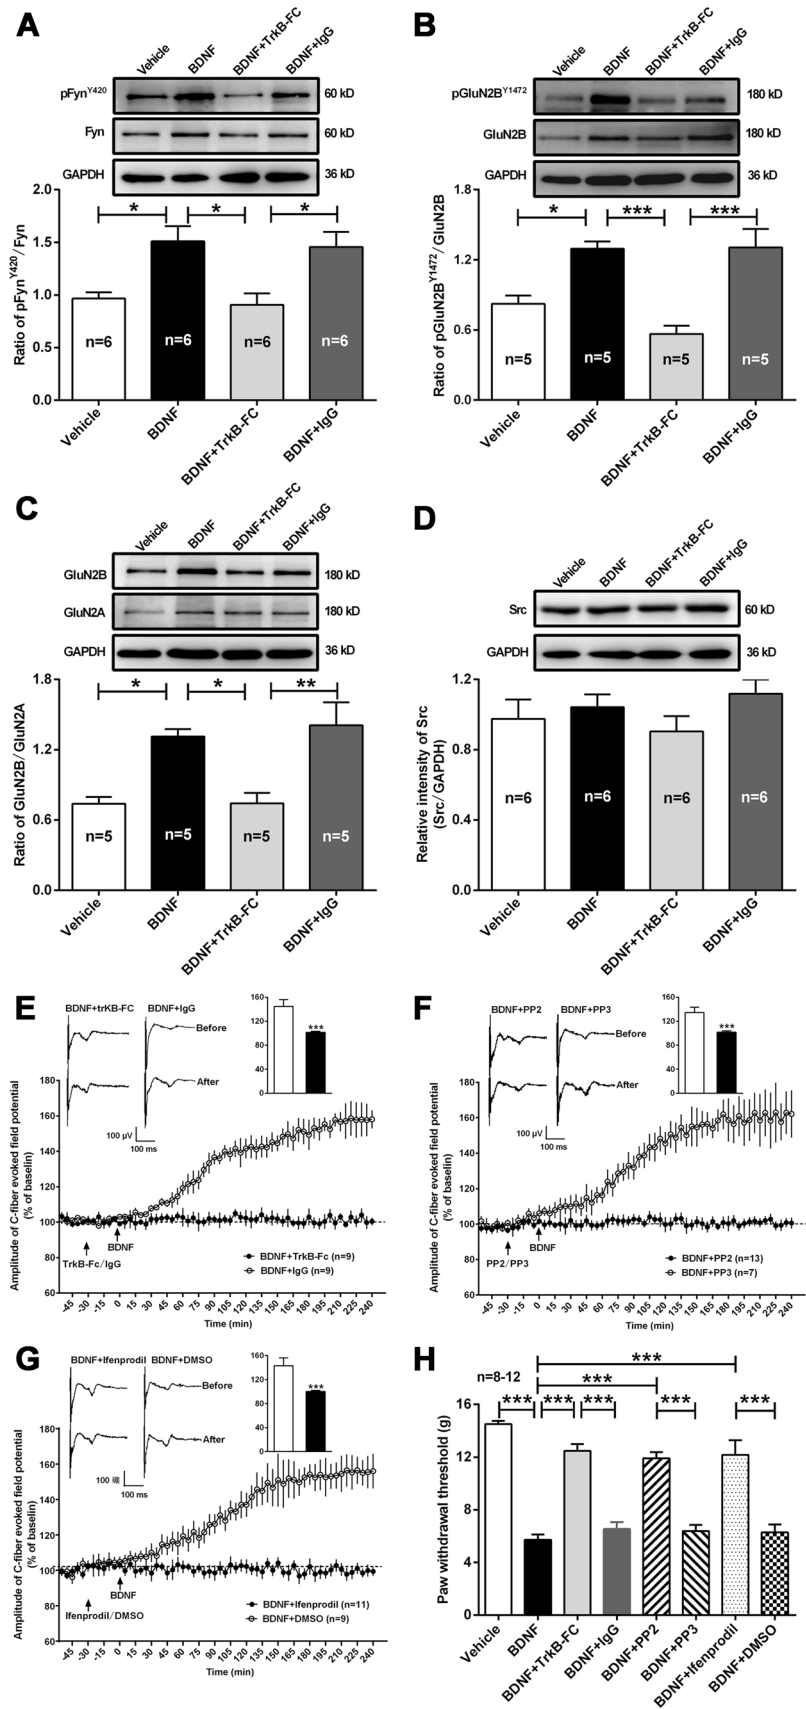 A
Vehicle
BDNF
BDNF+TrkB-FC
BDNF+IgG
pFynY420
60 kD
Fyn
60 kD
GAPDH
36 kD
2.0
1.5
1.0
0.5
0.0
Ratio of pFynY420/Fyn
*
*
*
n=6
n=6
n=6
n=6
Vehicle
BDNF
BDNF+TrkB-FC
BDNF+IgG
B
Vehicle
BDNF
BDNF+TrkB-FC
BDNF+IgG
pGluN2BY1472
180 kD
GluN2B
180 kD
GAPDH
36 kD
1.8
1.2
0.6
0.0
Ratio of pGluN2BY1472/GluN2B
*
***
***
n=5
n=5
n=5
n=5
Vehicle
BDNF
BDNF+TrkB-FC
BDNF+IgG
C
Vehicle
BDNF
BDNF+TrkB-FC
BDNF+IgG
GluN2B
180 kD
GluN2A
180 kD
GAPDH
36 kD
1.8
1.2
0.6
0.0
Ratio of GluN2B/GluN2A
*
*
**
n=5
n=5
n=5
n=5
Vehicle
BDNF
BDNF+TrkB-FC
BDNF+IgG
D
Vehicle
BDNF
BDNF+TrkB-FC
BDNF+IgG
Src
60 kD
GAPDH
36 kD
1.2
0.8
0.4
0.0
Relative intensity of Src
(Src/GAPDH)
n=6
n=6
n=6
n=6
Vehicle
BDNF
BDNF+TrkB-FC
BDNF+IgG
E
BDNF+trKB-FC
BDNF+IgG
Before
After
100 µV
100 ms
160
120
80
40
0
***
180
160
140
120
100
80
60
Amplitude of C-fiber evoked field potential
(% of baselin)
BDNF
TrkB-Fc/IgG
BDNF+TrkB-Fc (n=9)
BDNF+IgG (n=9)
-45 -30 -15 0 15 30 45 60 75 90 105 120 135 150 165 180 195 210 225 240
Time (min)
F
BDNF+PP2
BDNF+PP3
Before
After
100 µV
100 ms
160
120
80
40
0
***
180
160
140
120
100
80
60
Amplitude of C-fiber evoked field potential
(% of baselin)
BDNF
PP2/PP3
BDNF+PP2 (n=13)
BDNF+PP3 (n=7)
-45 -30 -15 0 15 30 45 60 75 90 105 120 135 150 165 180 195 210 225 240
Time (min)
G
BDNF+Ifenprodil
BDNF+DMSO
Before
After
100
100 ms
160
120
80
40
0
***
180
160
140
120
100
80
60
Amplitude of C-fiber evoked field potential
(% of baselin)
BDNF
Ifenprodil/DMSO
BDNF+Ifenprodil (n=11)
BDNF+DMSO (n=9)
-45 -30 -15 0 15 30 45 60 75 90 105 120 135 150 165 180 195 210 225 240
Time (min)
H
n=8-12
***
***
***
***
***
***
***
16
12
8
4
0
Paw withdrawal threshold (g)
Vehicle
BDNF
BDNF+TrkB-FC
BDNF+IgG
BDNF+PP2
BDNF+PP3
BDNF+Ifenprodil
BDNF+DMSO